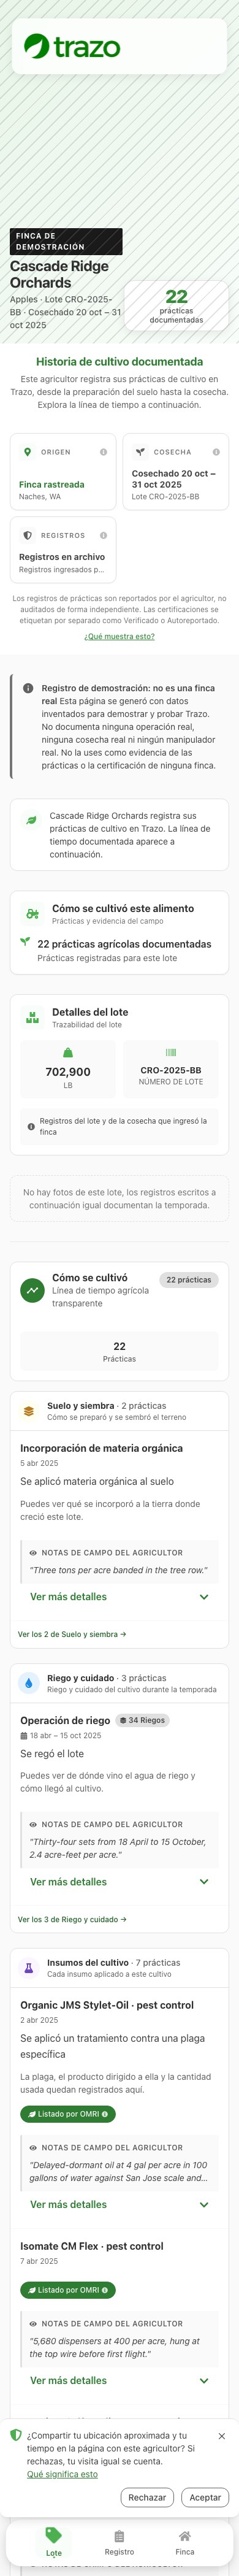 trazo
FINCA DE
DEMOSTRACIÓN
Cascade Ridge
Orchards
Apples · Lote CRO-2025-
BB · Cosechado 20 oct – 31
oct 2025
22
prácticas
documentadas
Historia de cultivo documentada
Este agricultor registra sus prácticas de cultivo en
Trazo, desde la preparación del suelo hasta la cosecha.
Explora la línea de tiempo a continuación.
ORIGEN
Finca rastreada
Naches, WA
COSECHA
Cosechado 20 oct –
31 oct 2025
Lote CRO-2025-BB
REGISTROS
Registros en archivo
Registros ingresados p...
Los registros de prácticas son reportados por el agricultor, no
auditados de forma independiente. Las certificaciones se
etiquetan por separado como Verificado o Autoreportado.
¿Qué muestra esto?
Registro de demostración: no es una finca
real Esta página se generó con datos
inventados para demostrar y probar Trazo.
No documenta ninguna operación real,
ninguna cosecha real ni ningún manipulador
real. No la uses como evidencia de las
prácticas o la certificación de ninguna finca.
Cascade Ridge Orchards registra sus
prácticas de cultivo en Trazo. La línea de
tiempo documentada aparece a
continuación.
Cómo se cultivó este alimento
Prácticas y evidencia del campo
22 prácticas agrícolas documentadas
Prácticas registradas para este lote
Detalles del lote
Trazabilidad del lote
702,900
LB
CRO-2025-BB
NÚMERO DE LOTE
Registros del lote y de la cosecha que ingresó la
finca
No hay fotos de este lote, los registros escritos a
continuación igual documentan la temporada.
Cómo se cultivó
Línea de tiempo agrícola
transparente
22 prácticas
22
Prácticas
Suelo y siembra · 2 prácticas
Cómo se preparó y se sembró el terreno
Incorporación de materia orgánica
5 abr 2025
Se aplicó materia orgánica al suelo
Puedes ver qué se incorporó a la tierra donde
creció este lote.
NOTAS DE CAMPO DEL AGRICULTOR
"Three tons per acre banded in the tree row."
Ver más detalles
Ver los 2 de Suelo y siembra →
Riego y cuidado · 3 prácticas
Riego y cuidado del cultivo durante la temporada
Operación de riego
34 Riegos
18 abr – 15 oct 2025
Se regó el lote
Puedes ver de dónde vino el agua de riego y
cómo llegó al cultivo.
NOTAS DE CAMPO DEL AGRICULTOR
"Thirty-four sets from 18 April to 15 October,
2.4 acre-feet per acre."
Ver más detalles
Ver los 3 de Riego y cuidado →
Insumos del cultivo · 7 prácticas
Cada insumo aplicado a este cultivo
Organic JMS Stylet-Oil · pest control
2 abr 2025
Se aplicó un tratamiento contra una plaga
específica
La plaga, el producto dirigido a ella y la cantidad
usada quedan registrados aquí.
Listado por OMRI
NOTAS DE CAMPO DEL AGRICULTOR
"Delayed-dormant oil at 4 gal per acre in 100
gallons of water against San Jose scale and...
Ver más detalles
Isomate CM Flex · pest control
7 abr 2025
Listado por OMRI
NOTAS DE CAMPO DEL AGRICULTOR
"5,680 dispensers at 400 per acre, hung at
the top wire before first flight."
Ver más detalles
¿Compartir tu ubicación aproximada y tu
tiempo en la página con este agricultor? Si
rechazas, tu visita igual se cuenta.
Qué significa esto
Rechazar
Aceptar
Lote
Registro
Finca